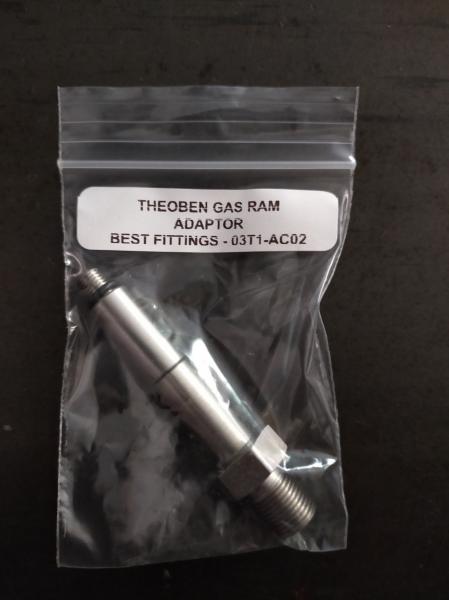 THEOBEN GAS RAM
ADAPTOR
BEST FITTINGS - 03T1-AC02